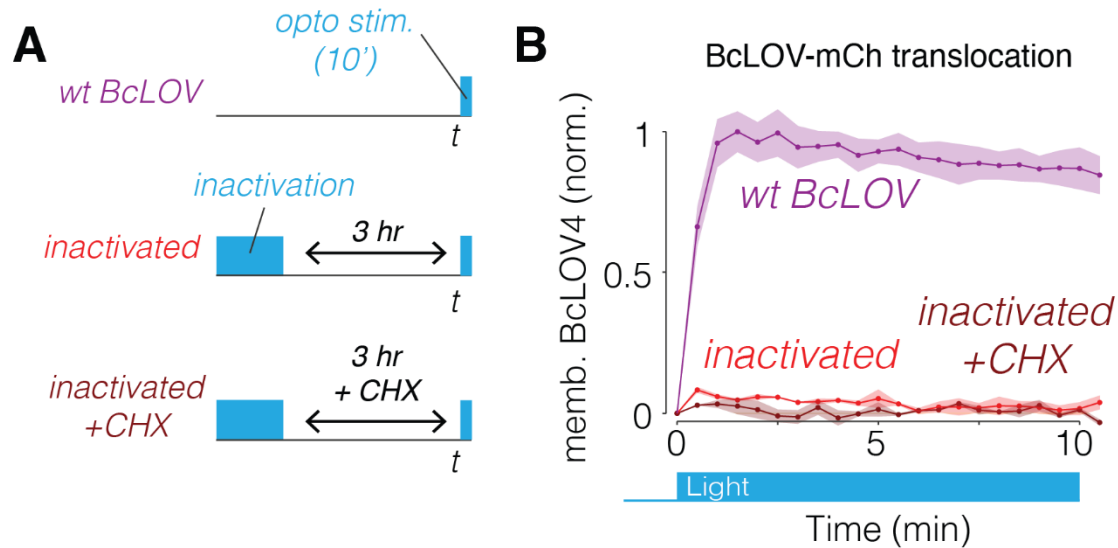 A
opto stim.
(10')
wt BcLOV
t
inactivation
inactivated
3 hr
t
inactivated
+CHX
3 hr
+ CHX
t
B
BcLOV-mCh translocation
memb. BcLOV4 (norm.)
1
0.5
0
wt BcLOV
inactivated
inactivated
+CHX
0
5
10
Light
Time (min)